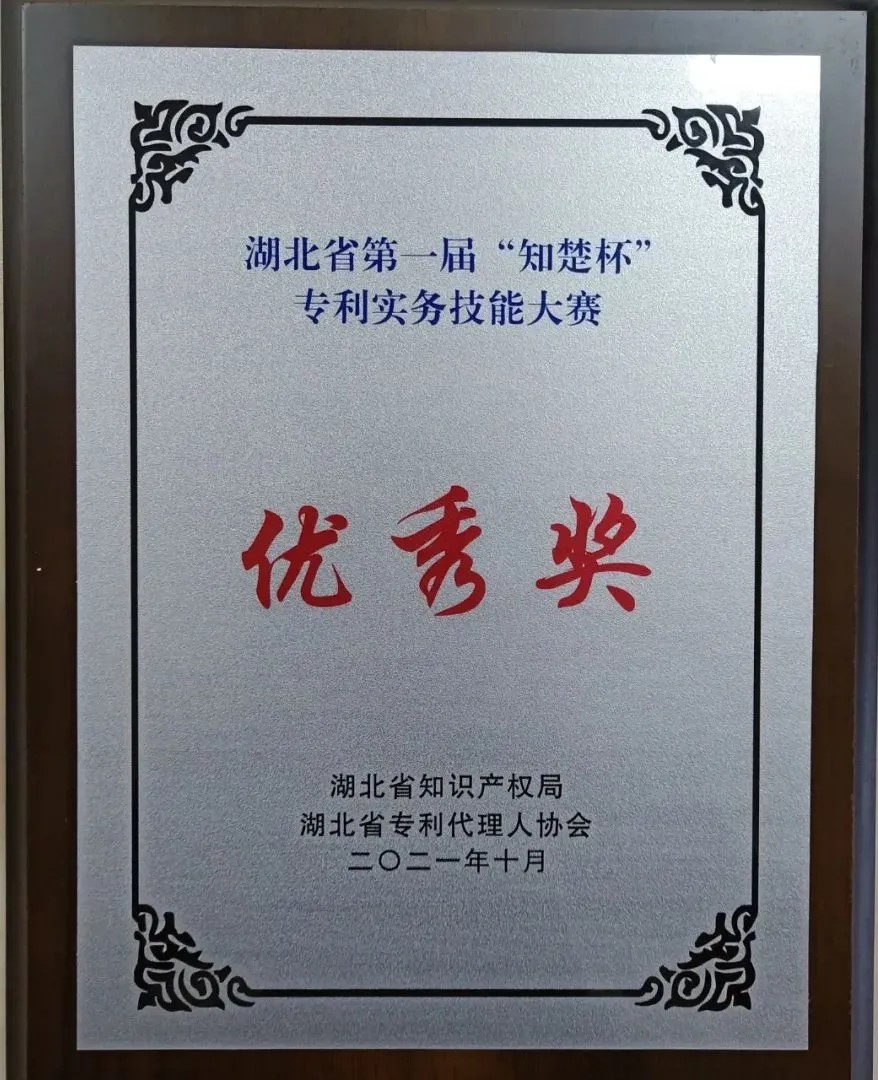 湖北省第一届“知楚杯”
专利实务技能大赛
优秀奖
湖北省知识产权局
湖北省专利代理人协会
二〇二一年十月